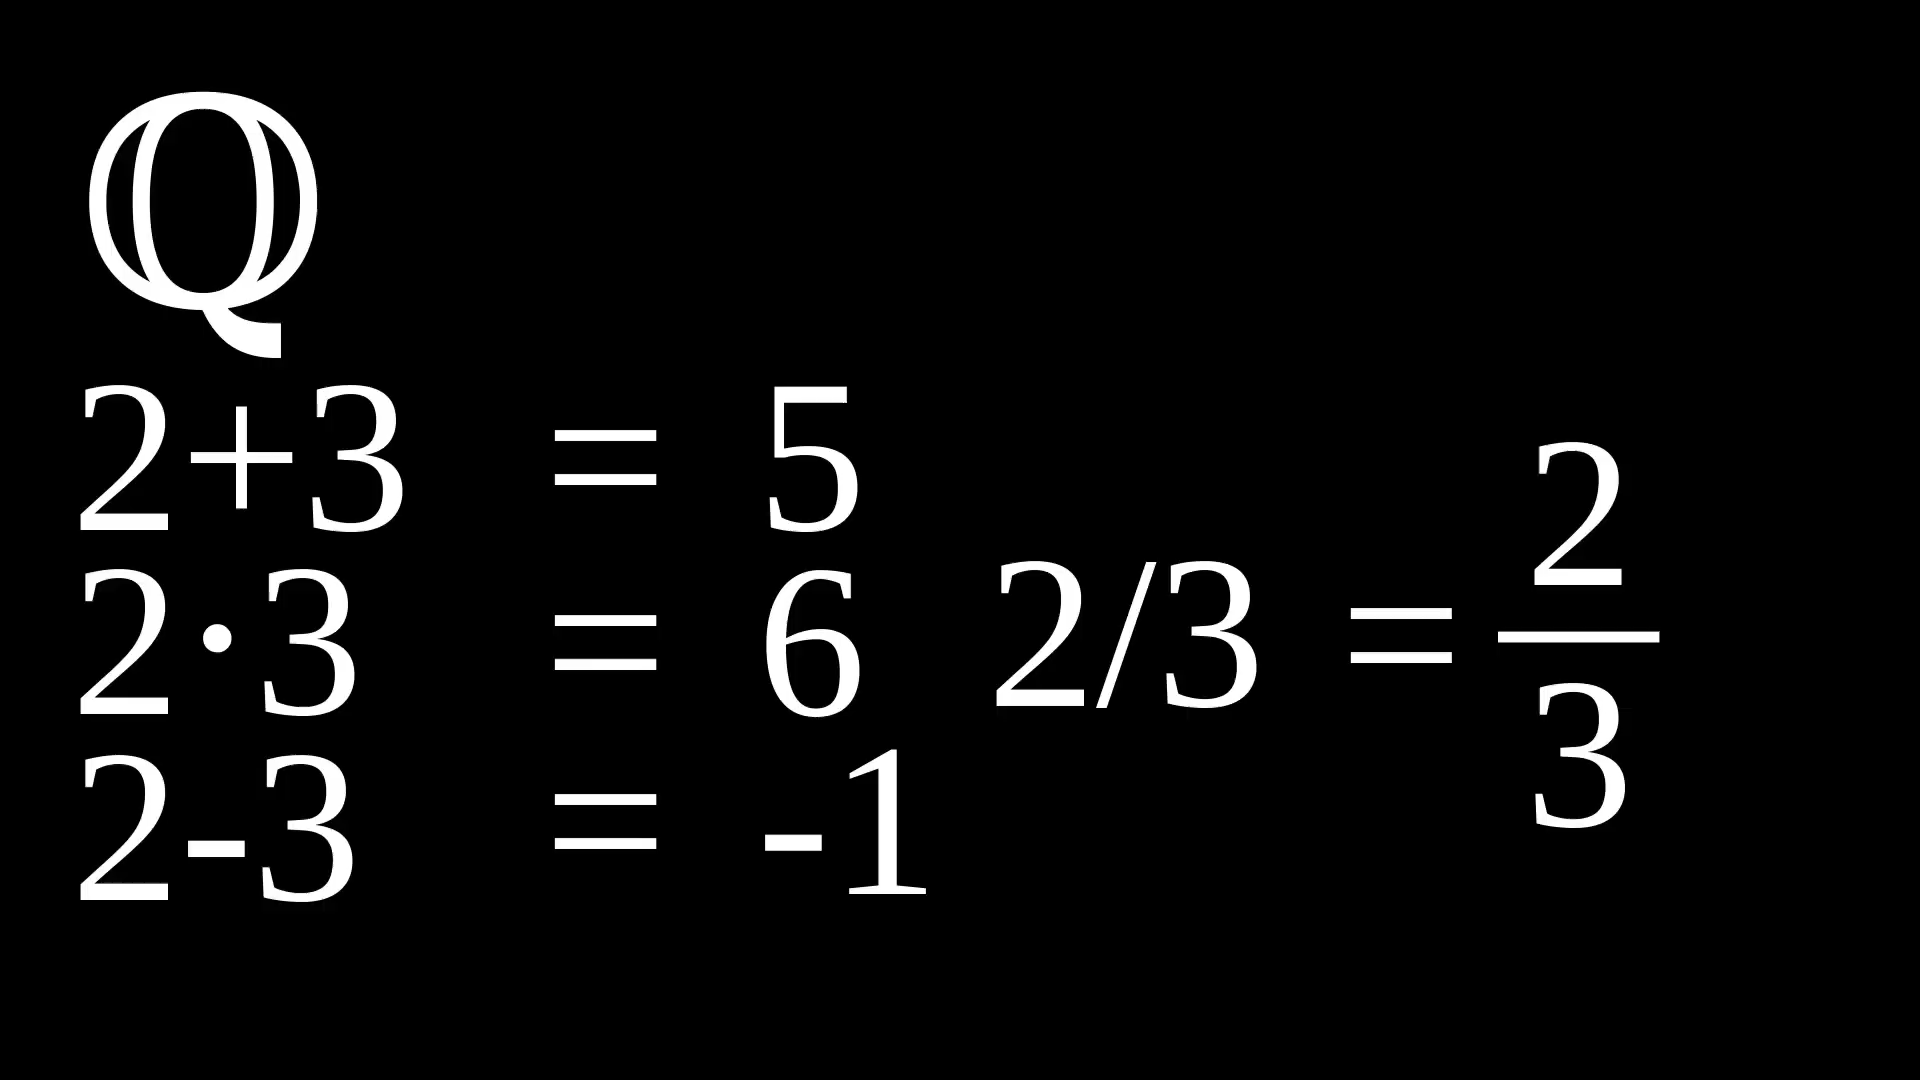 ℚ
2+3 = 5
2·3 = 6
2-3 = -1
2/3 = 2/3